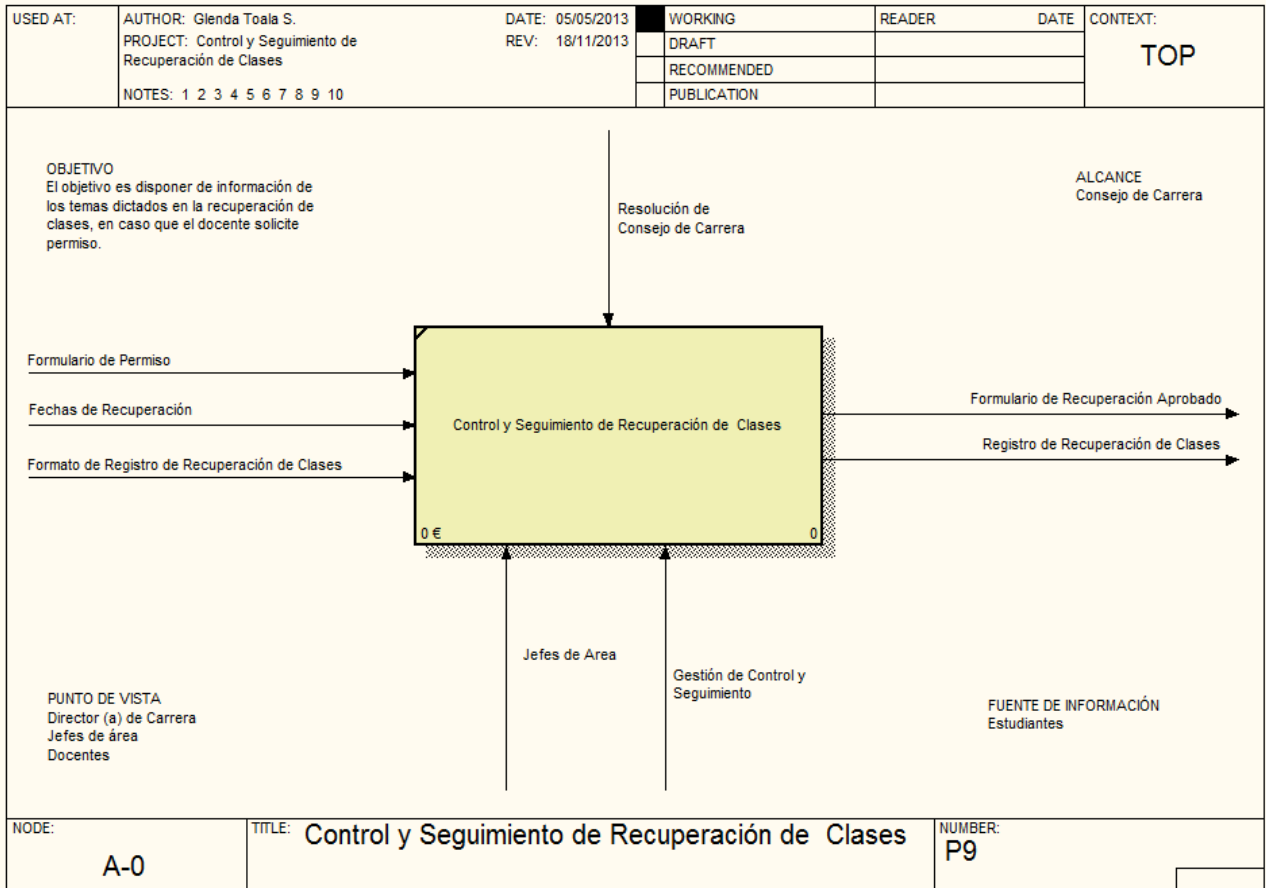 USED AT:
AUTHOR: Glenda Toala S.
DATE: 05/05/2013
PROJECT: Control y Seguimiento de
Recuperación de Clases
REV: 18/11/2013
NOTES: 1 2 3 4 5 6 7 8 9 10
WORKING
DRAFT
RECOMMENDED
PUBLICATION
READER
DATE
CONTEXT:
TOP
OBJETIVO
El objetivo es disponer de información de
los temas dictados en la recuperación de
clases, en caso que el docente solicite
permiso.
Resolución de
Consejo de Carrera
ALCANCE
Consejo de Carrera
Formulario de Permiso
Fechas de Recuperación
Formato de Registro de Recuperación de Clases
Control y Seguimiento de Recuperación de Clases
0 €
0
Formulario de Recuperación Aprobado
Registro de Recuperación de Clases
Jefes de Area
Gestión de Control y
Seguimiento
PUNTO DE VISTA
Director (a) de Carrera
Jefes de área
Docentes
FUENTE DE INFORMACIÓN
Estudiantes
NODE:
A-0
TITLE: Control y Seguimiento de Recuperación de Clases
NUMBER:
P9